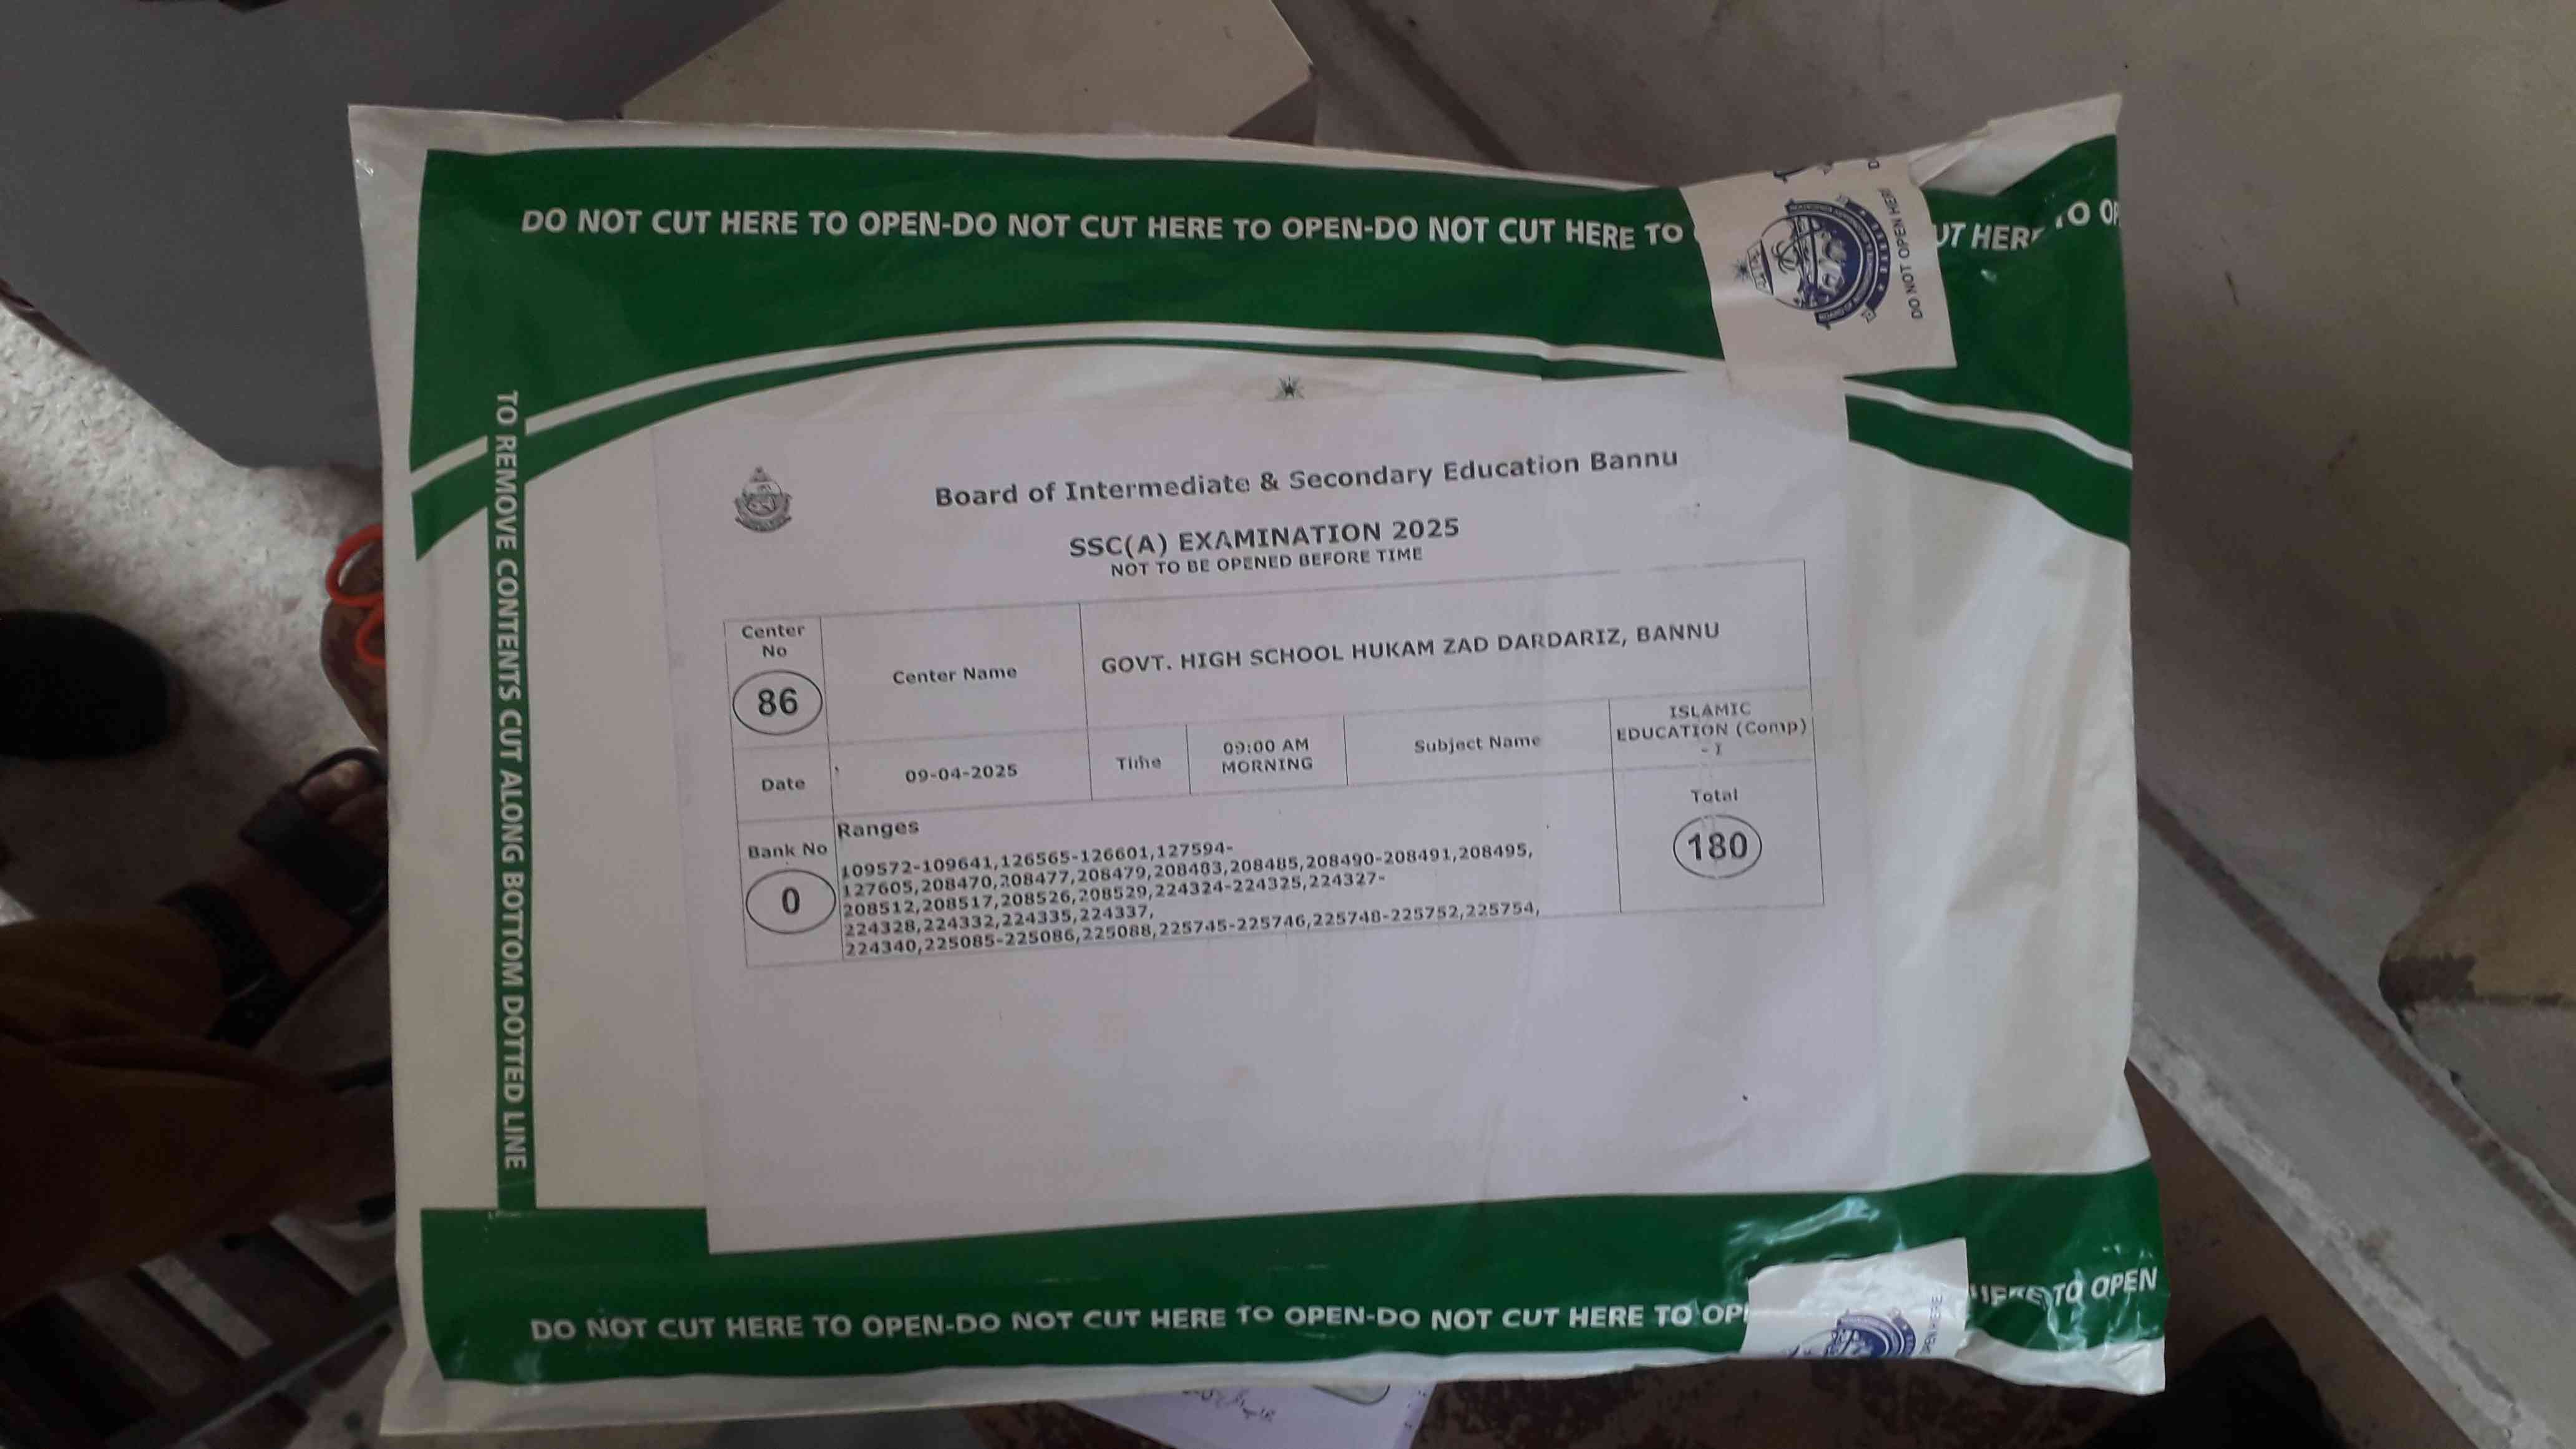 DO NOT CUT HERE TO OPEN-DO NOT CUT HERE TO OPEN-DO NOT CUT HERE TO
UT HERE TO OP
DO NOT OPEN HERE
TO REMOVE CONTENTS CUT ALONG BOTTOM DOTTED LINE
Board of Intermediate & Secondary Education Bannu
SSC(A) EXAMINATION 2025
NOT TO BE OPENED BEFORE TIME
Center No
86
Center Name
GOVT. HIGH SCHOOL HUKAM ZAD DARDARIZ, BANNU
Date
09-04-2025
Time
09:00 AM
MORNING
Subject Name
ISLAMIC
EDUCATION (Comp)
- I
Bank No
0
Ranges
109572-109641,126565-126601,127594-
127605,208470,208477,208479,208483,208485,208490-208491,208495,
208512,208517,208526,208529,224324-224325,224327-
224328,224332,224335,224337,
224340,225085-225086,225088,225745-225746,225748-225752,225754,
Total
180
DO NOT CUT HERE TO OPEN-DO NOT CUT HERE TO OPEN-DO NOT CUT HERE TO OP
HERE TO OPEN
PEN HERE